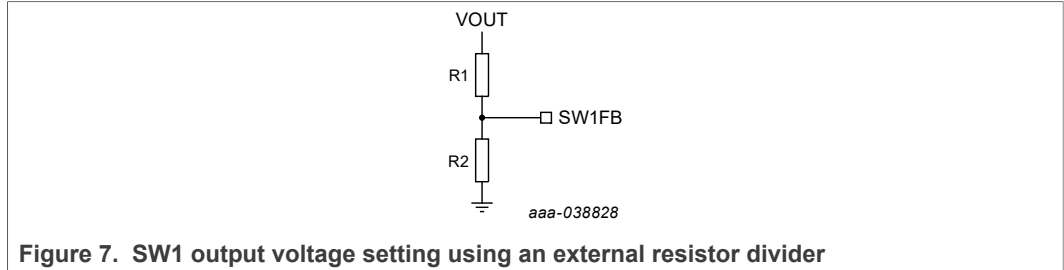 VOUT
R1
SW1FB
R2
aaa-038828
Figure 7. SW1 output voltage setting using an external resistor divider